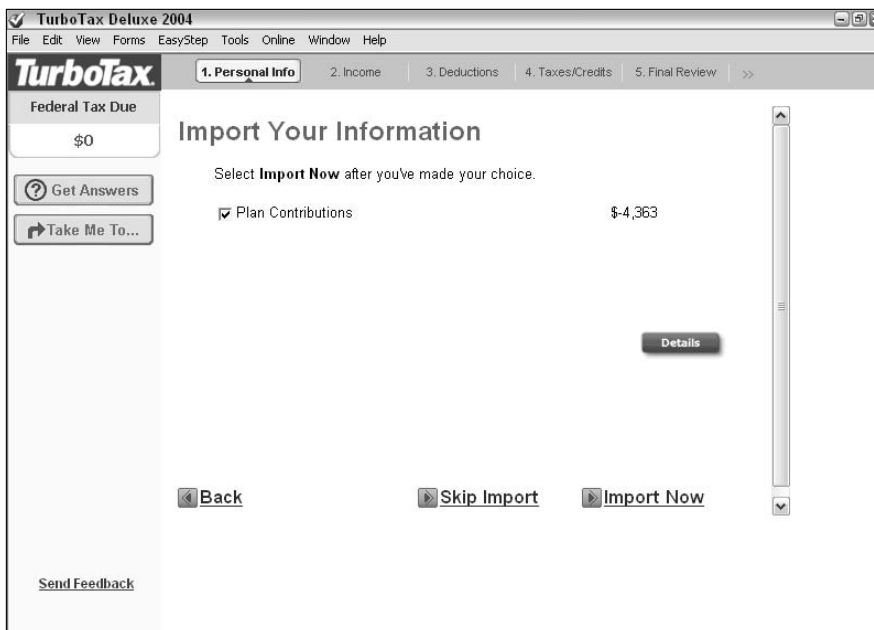 TurboTax Deluxe 2004
File Edit View Forms EasyStep Tools Online Window Help
TurboTax.
1. Personal Info 2. Income 3. Deductions 4. Taxes/Credits 5. Final Review >>
Federal Tax Due
$0
Import Your Information
Select Import Now after you've made your choice.
Get Answers
Plan Contributions $-4,363
Take Me To...
Details
Back Skip Import Import Now
Send Feedback